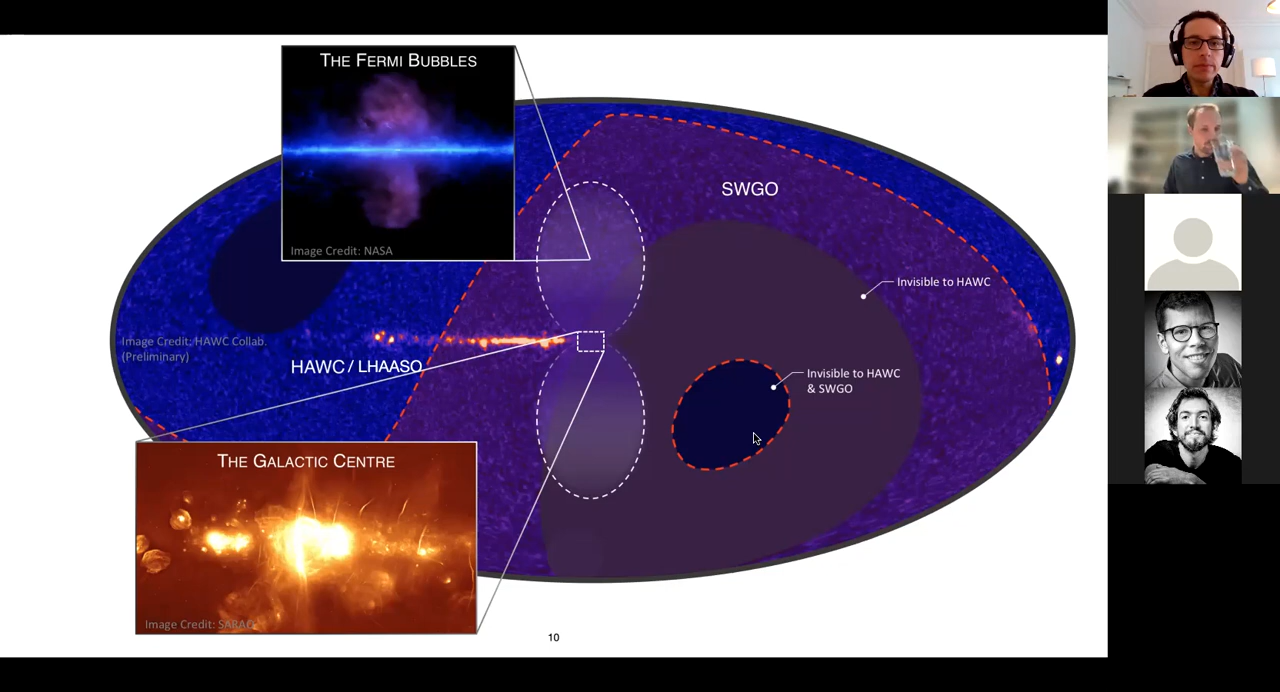 THE FERMI BUBBLES
Image Credit: NASA
SWGO
Invisible to HAWC
Image Credit: HAWC Collab.
(Preliminary)
HAWC / LHAASO
Invisible to HAWC
& SWGO
THE GALACTIC CENTRE
Image Credit: SARAO
10